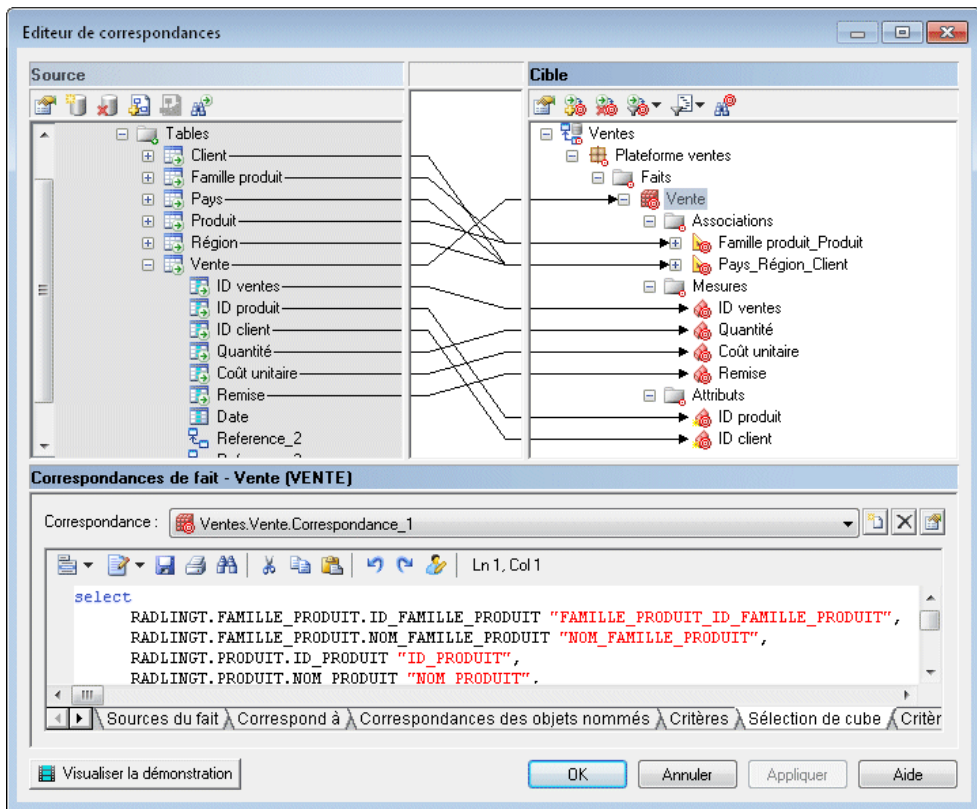 Editeur de correspondances
Source
Cible
Tables
Client
Famille produit
Pays
Produit
Région
Vente
ID ventes
ID produit
ID client
Quantité
Coût unitaire
Remise
Date
Reference_2
Ventes
Plateforme ventes
Faits
Vente
Associations
Famille produit_Produit
Pays_Région_Client
Mesures
ID ventes
Quantité
Coût unitaire
Remise
Attributs
ID produit
ID client
Correspondances de fait - Vente (VENTE)
Correspondance : Ventes.Vente.Correspondance_1
Ln 1, Col 1
select
RADLINGT.FAMILLE_PRODUIT.ID_FAMILLE_PRODUIT "FAMILLE_PRODUIT_ID_FAMILLE_PRODUIT",
RADLINGT.FAMILLE_PRODUIT.NOM_FAMILLE_PRODUIT "NOM_FAMILLE_PRODUIT",
RADLINGT.PRODUIT.ID_PRODUIT "ID_PRODUIT",
RADLINGT.PRODUIT.NOM_PRODUIT "NOM_PRODUIT",
Sources du fait Correspond à Correspondances des objets nommés Critères Sélection de cube Critèr
Visualiser la démonstration OK Annuler Appliquer Aide